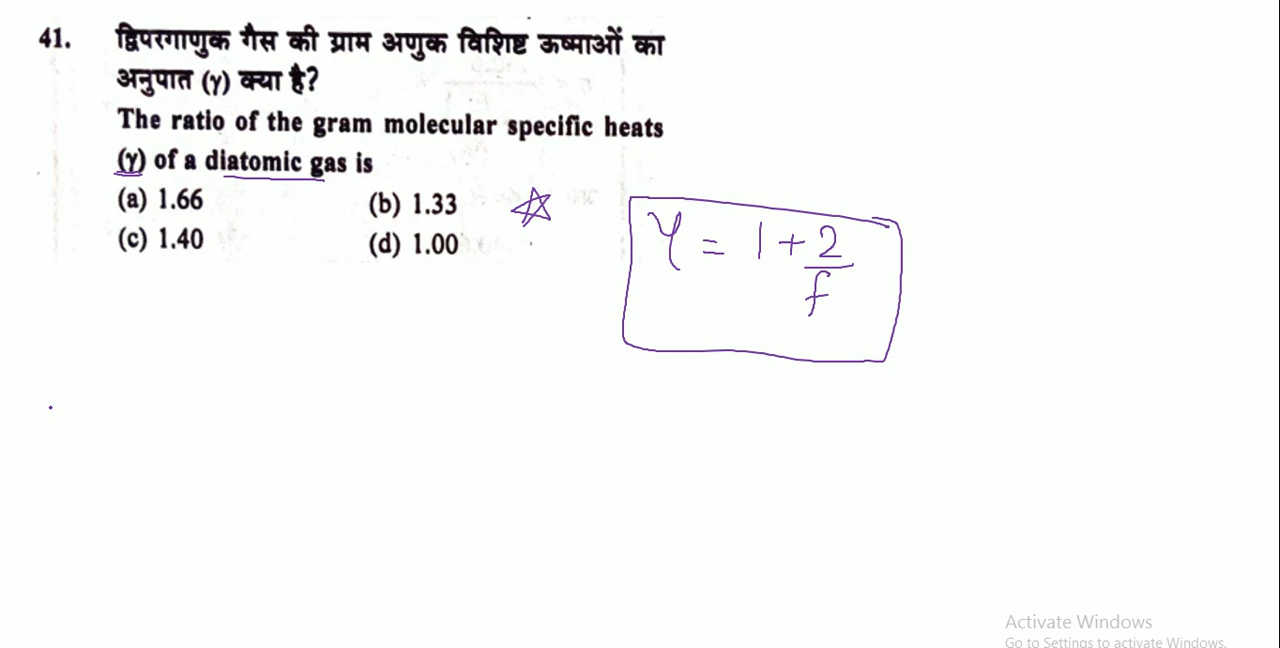 41. द्विपरगाणुक गैस की ग्राम अणुक विशिष्ट ऊष्माओं का
अनुपात (γ) क्या है?
The ratio of the gram molecular specific heats
(γ) of a diatomic gas is
(a) 1.66 (b) 1.33
(c) 1.40 (d) 1.00
γ = 1 + 2/f
Activate Windows
Go to Settings to activate Windows.